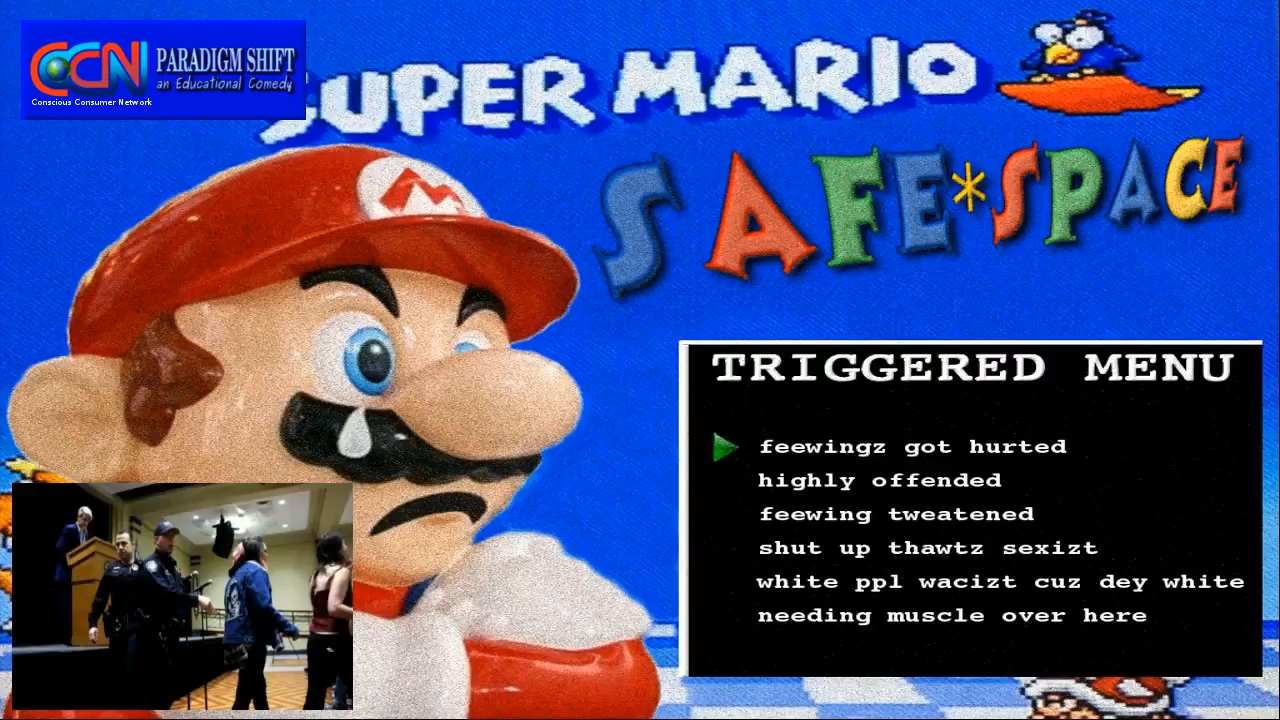 CCN PARADIGM SHIFT
an Educational Comedy
Conscious Consumer Network
SUPER MARIO
SAFE*SPACE
M
TRIGGERED MENU
feewingz got hurted
highly offended
feewing tweatened
shut up thawtz sexizt
white ppl wacizt cuz dey white
needing muscle over here